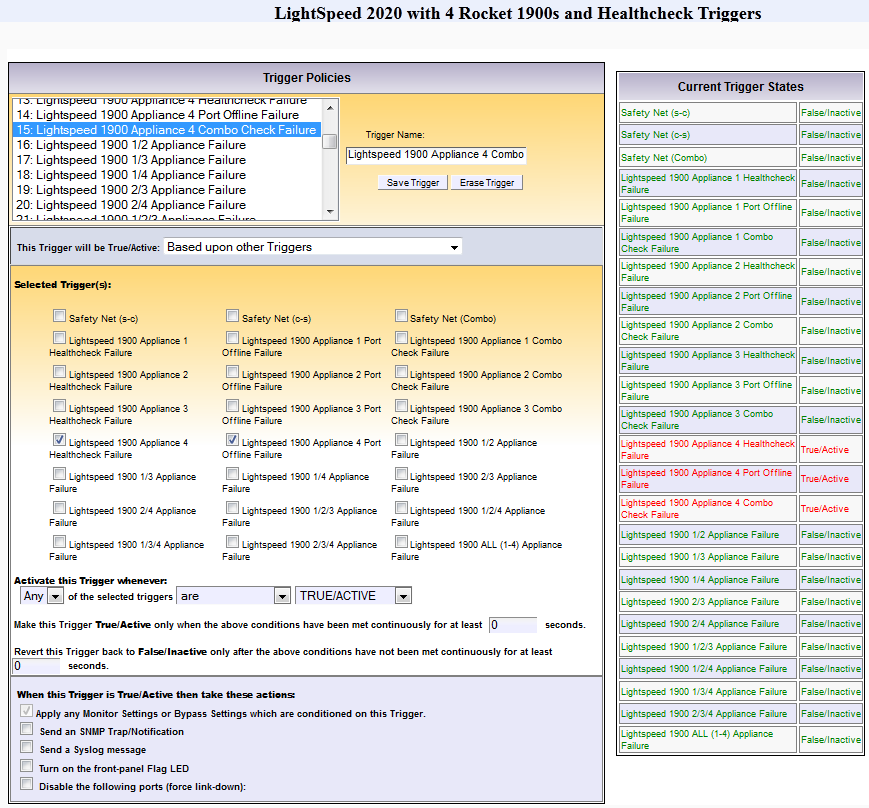 LightSpeed 2020 with 4 Rocket 1900s and Healthcheck Triggers
Trigger Policies
13: Lightspeed 1900 Appliance 4 Healthcheck Failure
14: Lightspeed 1900 Appliance 4 Port Offline Failure
15: Lightspeed 1900 Appliance 4 Combo Check Failure
16: Lightspeed 1900 1/2 Appliance Failure
17: Lightspeed 1900 1/3 Appliance Failure
18: Lightspeed 1900 1/4 Appliance Failure
19: Lightspeed 1900 2/3 Appliance Failure
20: Lightspeed 1900 2/4 Appliance Failure
21: Lightspeed 1900 1/2/3 Appliance Failure
Trigger Name:
Lightspeed 1900 Appliance 4 Combo
Save Trigger Erase Trigger
This Trigger will be True/Active: Based upon other Triggers
Selected Trigger(s):
Safety Net (s-c)
Safety Net (c-s)
Safety Net (Combo)
Lightspeed 1900 Appliance 1
Healthcheck Failure
Lightspeed 1900 Appliance 1 Port
Offline Failure
Lightspeed 1900 Appliance 1 Combo
Check Failure
Lightspeed 1900 Appliance 2
Healthcheck Failure
Lightspeed 1900 Appliance 2 Port
Offline Failure
Lightspeed 1900 Appliance 2 Combo
Check Failure
Lightspeed 1900 Appliance 3
Healthcheck Failure
Lightspeed 1900 Appliance 3 Port
Offline Failure
Lightspeed 1900 Appliance 3 Combo
Check Failure
Lightspeed 1900 Appliance 4
Healthcheck Failure
Lightspeed 1900 Appliance 4 Port
Offline Failure
Lightspeed 1900 1/2 Appliance
Failure
Lightspeed 1900 1/3 Appliance
Failure
Lightspeed 1900 1/4 Appliance
Failure
Lightspeed 1900 2/3 Appliance
Failure
Lightspeed 1900 2/4 Appliance
Failure
Lightspeed 1900 1/2/3 Appliance
Failure
Lightspeed 1900 1/2/4 Appliance
Failure
Lightspeed 1900 1/3/4 Appliance
Failure
Lightspeed 1900 2/3/4 Appliance
Failure
Lightspeed 1900 ALL (1-4) Appliance
Failure
Activate this Trigger whenever:
Any of the selected triggers are TRUE/ACTIVE
Make this Trigger True/Active only when the above conditions have been met continuously for at least 0 seconds.
Revert this Trigger back to False/Inactive only after the above conditions have not been met continuously for at least
0 seconds.
When this Trigger is True/Active then take these actions:
Apply any Monitor Settings or Bypass Settings which are conditioned on this Trigger.
Send an SNMP Trap/Notification
Send a Syslog message
Turn on the front-panel Flag LED
Disable the following ports (force link-down):
Current Trigger States
Safety Net (s-c) False/Inactive
Safety Net (c-s) False/Inactive
Safety Net (Combo) False/Inactive
Lightspeed 1900 Appliance 1 Healthcheck
Failure False/Inactive
Lightspeed 1900 Appliance 1 Port Offline
Failure False/Inactive
Lightspeed 1900 Appliance 1 Combo
Check Failure False/Inactive
Lightspeed 1900 Appliance 2 Healthcheck
Failure False/Inactive
Lightspeed 1900 Appliance 2 Port Offline
Failure False/Inactive
Lightspeed 1900 Appliance 2 Combo
Check Failure False/Inactive
Lightspeed 1900 Appliance 3 Healthcheck
Failure False/Inactive
Lightspeed 1900 Appliance 3 Port Offline
Failure False/Inactive
Lightspeed 1900 Appliance 3 Combo
Check Failure False/Inactive
Lightspeed 1900 Appliance 4 Healthcheck
Failure True/Active
Lightspeed 1900 Appliance 4 Port Offline
Failure True/Active
Lightspeed 1900 Appliance 4 Combo
Check Failure True/Active
Lightspeed 1900 1/2 Appliance Failure False/Inactive
Lightspeed 1900 1/3 Appliance Failure False/Inactive
Lightspeed 1900 1/4 Appliance Failure False/Inactive
Lightspeed 1900 2/3 Appliance Failure False/Inactive
Lightspeed 1900 2/4 Appliance Failure False/Inactive
Lightspeed 1900 1/2/3 Appliance Failure False/Inactive
Lightspeed 1900 1/2/4 Appliance Failure False/Inactive
Lightspeed 1900 1/3/4 Appliance Failure False/Inactive
Lightspeed 1900 2/3/4 Appliance Failure False/Inactive
Lightspeed 1900 ALL (1-4) Appliance
Failure False/Inactive